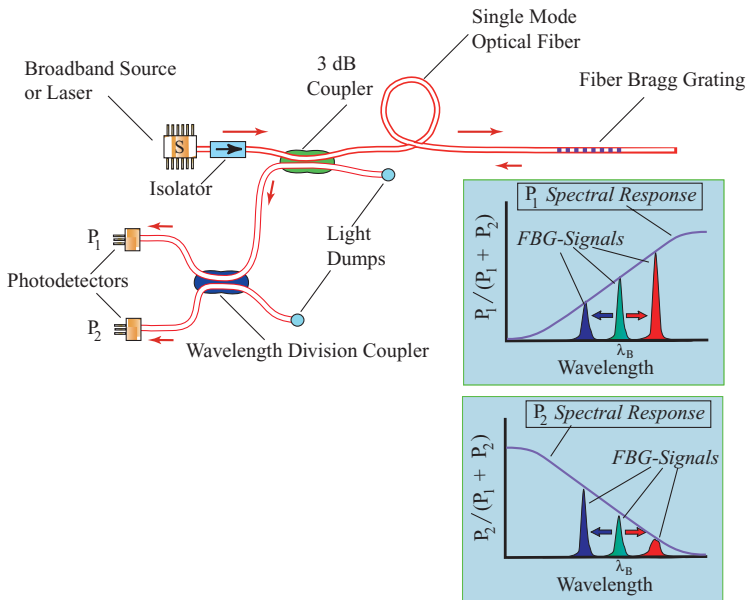 Single Mode
Optical Fiber
3 dB
Coupler
Broadband Source
or Laser
Fiber Bragg Grating
S
Isolator
Light
Dumps
P1
Photodetectors
P2
Wavelength Division Coupler
P1 Spectral Response
FBG-Signals
P1/(P1 + P2)
λB
Wavelength
P2 Spectral Response
FBG-Signals
P2/(P1 + P2)
λB
Wavelength